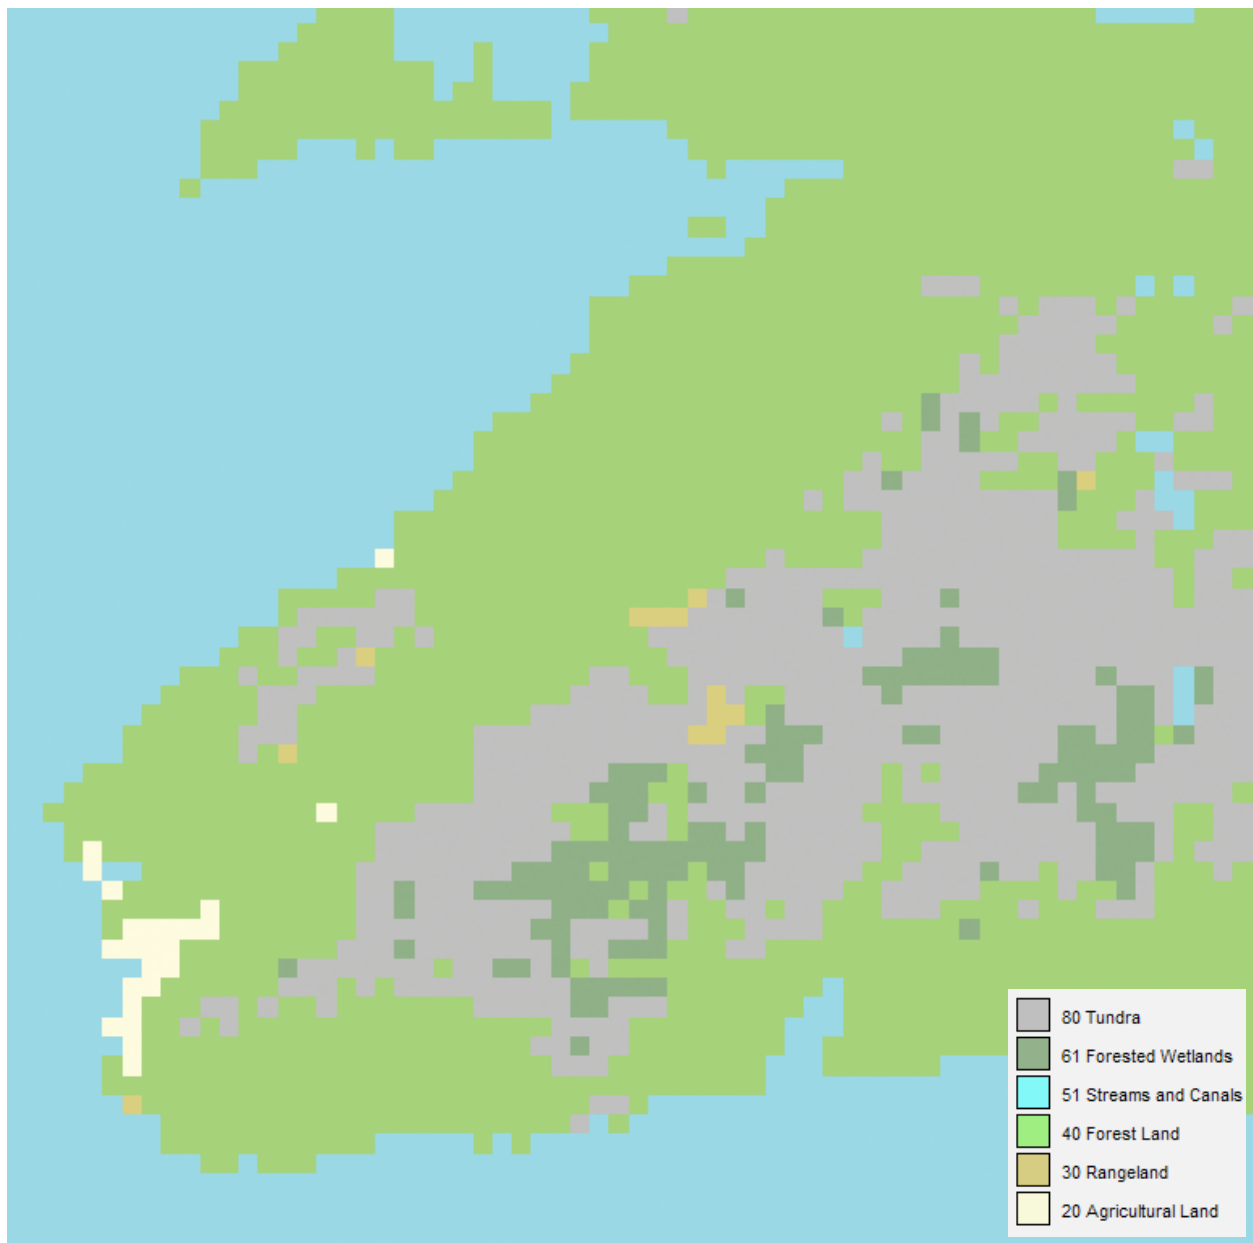 80 Tundra
61 Forested Wetlands
51 Streams and Canals
40 Forest Land
30 Rangeland
20 Agricultural Land